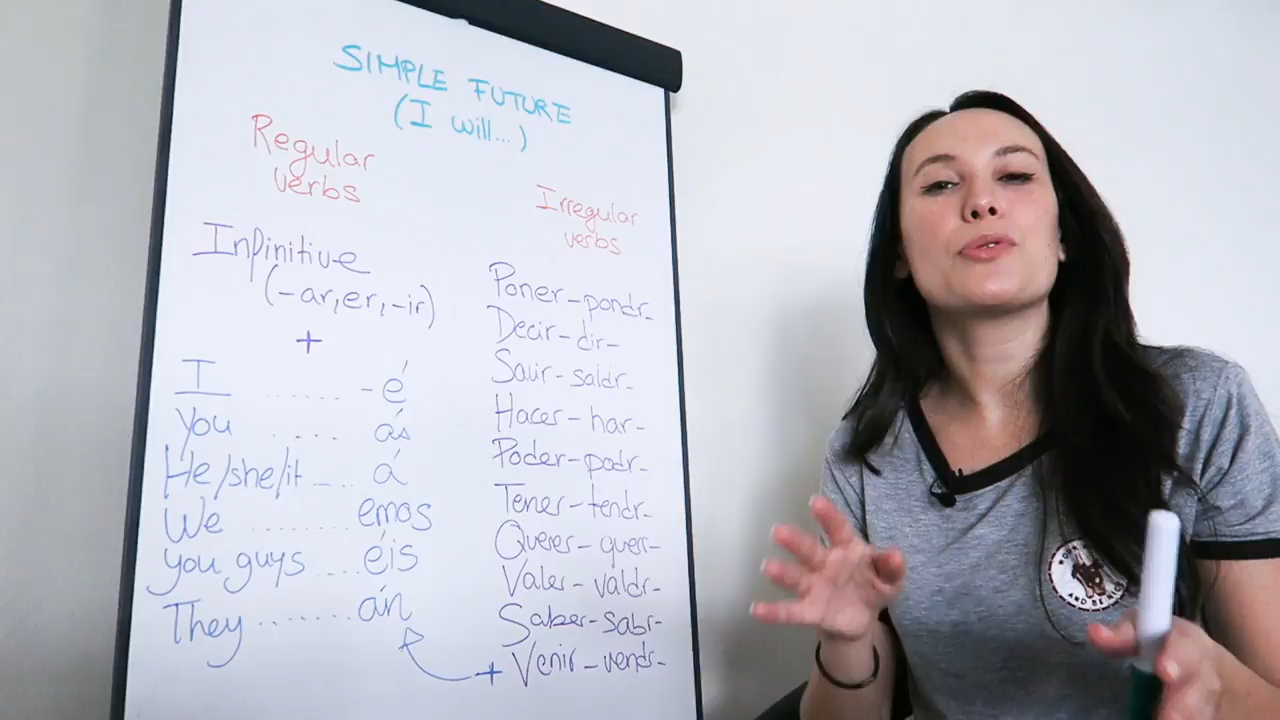 SIMPLE FUTURE
(I will...)
Regular
verbs
Infinitive
(-ar, er, -ir)
+
I ...... -é
You ..... ás
He/she/it ... á
We ........ emos
you guys .... éis
They ....... án
Irregular
verbs
Poner - pondr-
Decir - dir-
Salir - saldr-
Hacer - har-
Poder - podr-
Tener - tendr-
Querer - querr-
Valer - valdr-
Saber - sabr-
+ Venir - vendr-
AND BE